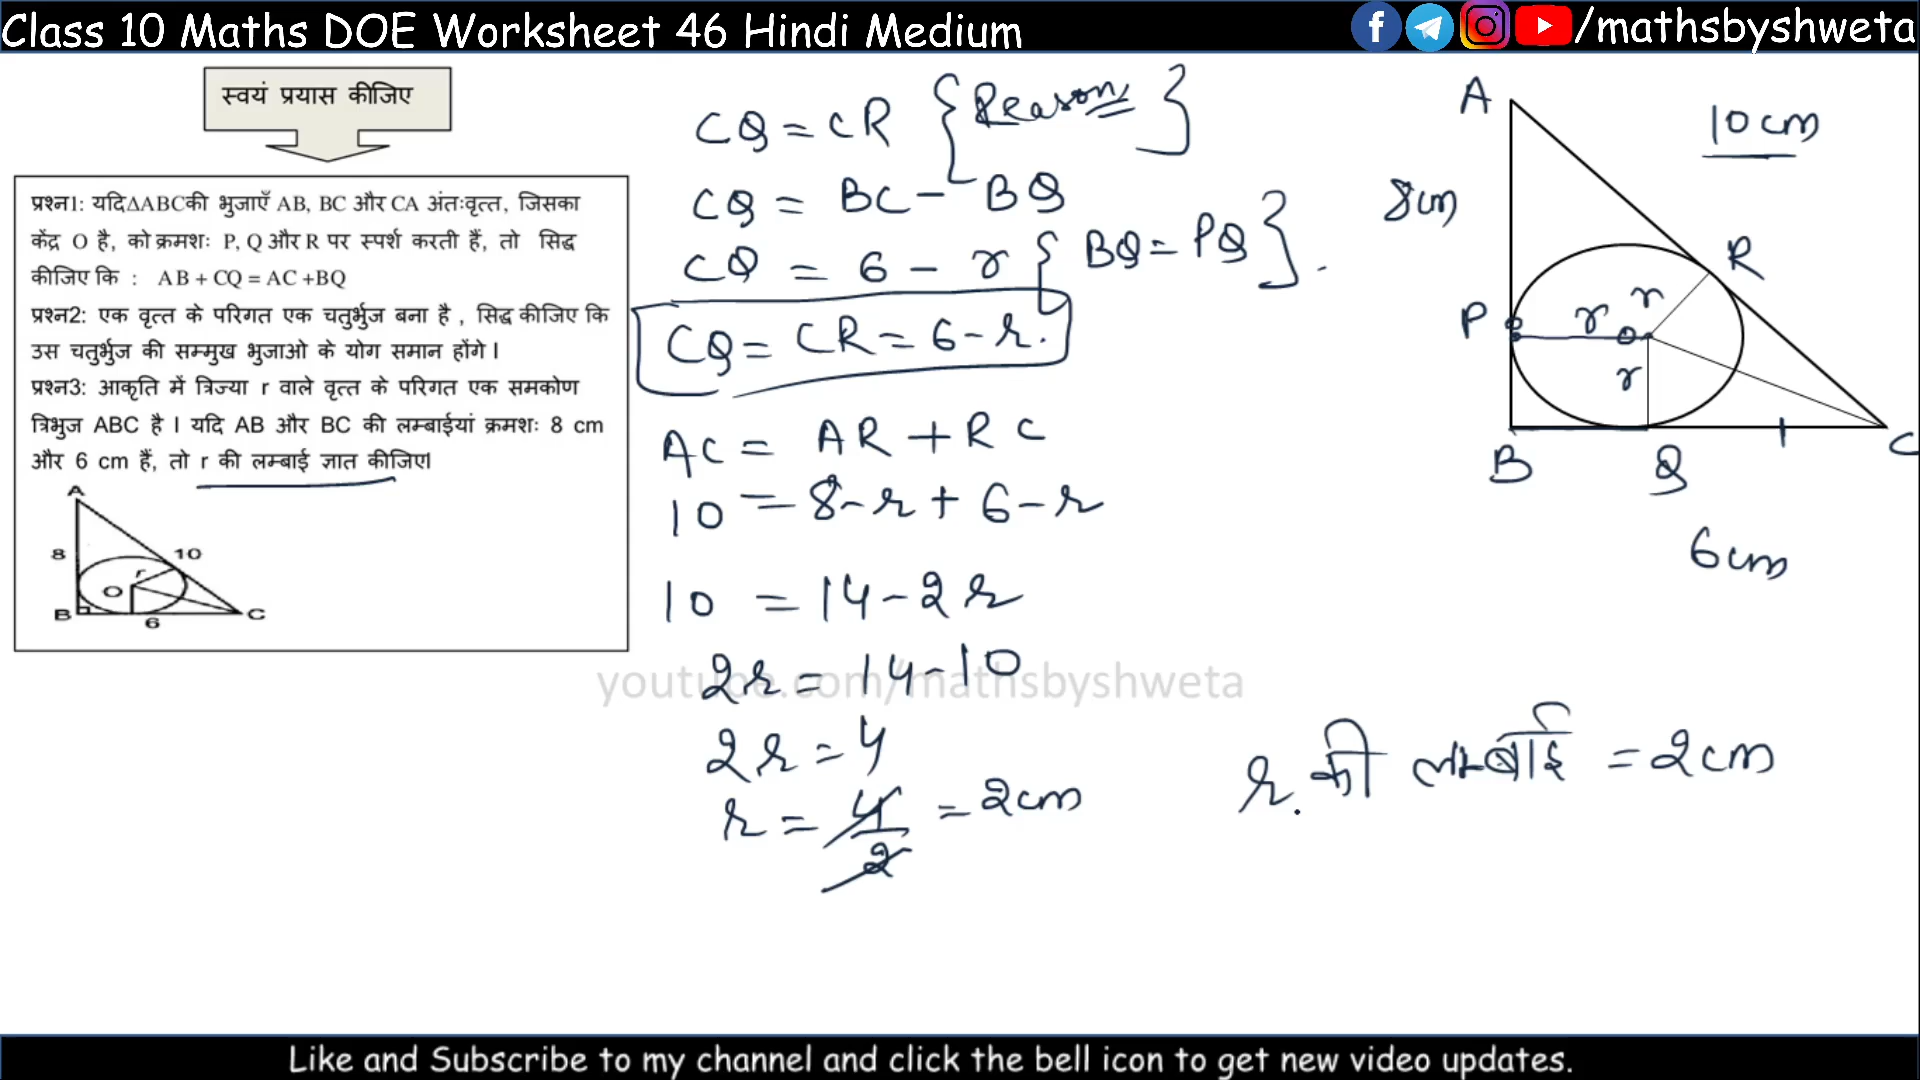 Class 10 Maths DOE Worksheet 46 Hindi Medium
/mathsbyshweta
स्वयं प्रयास कीजिए
प्रश्न1: यदि∆ABCकी भुजाएँ AB, BC और CA अंतःवृत्त, जिसका
केंद्र O है, को क्रमशः P, Q और R पर स्पर्श करती हैं, तो सिद्ध
कीजिए कि : AB + CQ = AC +BQ
प्रश्न2: एक वृत्त के परिगत एक चतुर्भुज बना है , सिद्ध कीजिए कि
उस चतुर्भुज की सम्मुख भुजाओ के योग समान होंगे I
प्रश्न3: आकृति में त्रिज्या r वाले वृत्त के परिगत एक समकोण
त्रिभुज ABC है I यदि AB और BC की लम्बाईयां क्रमशः 8 cm
और 6 cm हैं, तो r की लम्बाई ज्ञात कीजिएI
A
8
10
r
O
B
6
C
CQ = CR { Reason }
CQ = BC - BQ
CQ = 6 - r { BQ = PQ } .
CQ = CR = 6 - r.
AC = AR + RC
10 = 8 - r + 6 - r
10 = 14 - 2r
2r = 14 - 10
2r = 4
r = 4/2 = 2cm
A
10 cm
8cm
R
P
r
r
O
r
B
Q
C
6cm
r की लम्बाई = 2cm
youtube.com/mathsbyshweta
Like and Subscribe to my channel and click the bell icon to get new video updates.